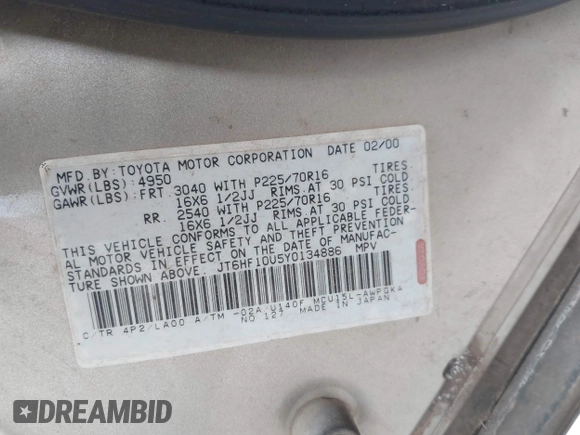 MFD.BY:TOYOTA MOTOR CORPORATION DATE 02/00
GVWR(LBS):4950
GAWR(LBS):FRT.3040 WITH P225/70R16 TIRES
16X6 1/2JJ RIMS.AT 30 PSI COLD
RR. 2540 WITH P225/70R16 TIRES
16X6 1/2JJ RIMS.AT 30 PSI COLD
THIS VEHICLE CONFORMS TO ALL APPLICABLE FEDER-
AL MOTOR VEHICLE SAFETY AND THEFT PREVENTION
STANDARDS IN EFFECT ON THE DATE OF MANUFAC-
TURE SHOWN ABOVE. JT6HF10U5Y0134886 MPV
C/TR 4P2/LA00 A/TM -02A/U140F MCU15L-AWPGKA
NO 127 MADE IN JAPAN
DREAMBID